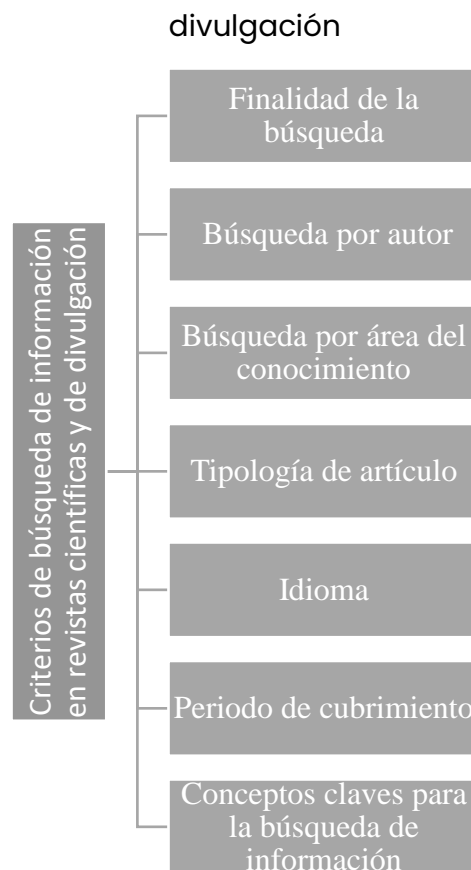 divulgación
Finalidad de la
búsqueda
Búsqueda por autor
Búsqueda por área del
conocimiento
Criterios de búsqueda de información
en revistas científicas y de divulgación
Tipología de artículo
Idioma
Periodo de cubrimiento
Conceptos claves para
la búsqueda de
información